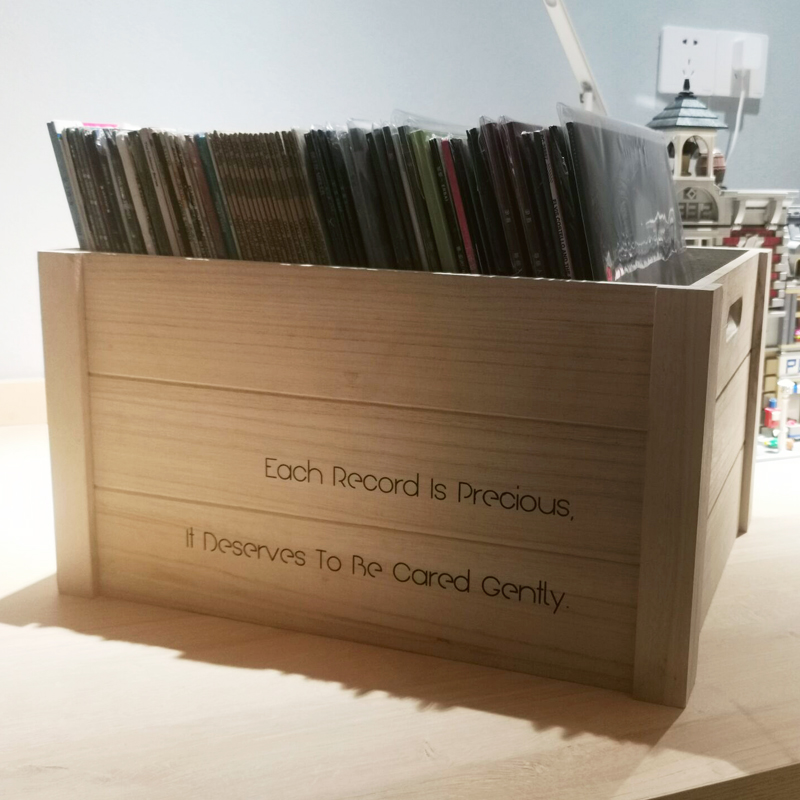 Each Record Is Precious,
It Deserves To Be Cared Gently.